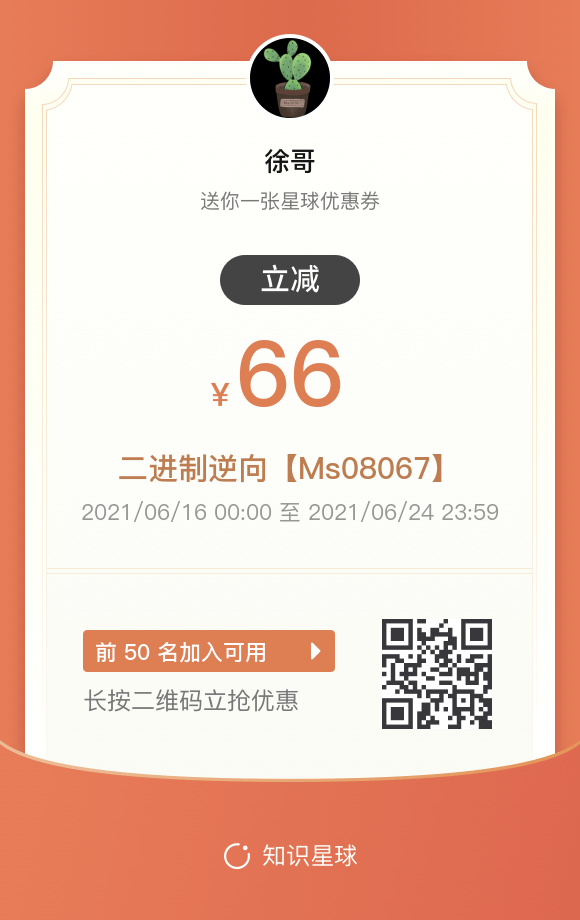 徐哥
送你一张星球优惠券
立减
¥66
二进制逆向【Ms08067】
2021/06/16 00:00 至 2021/06/24 23:59
前 50 名加入可用
长按二维码立抢优惠
知识星球